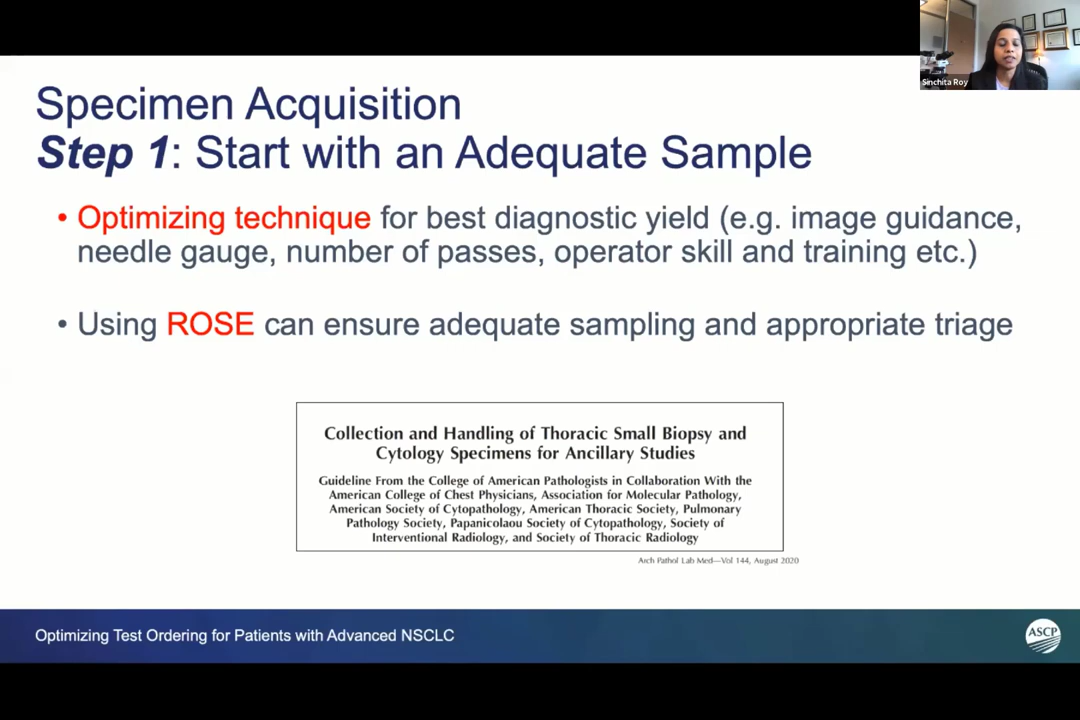 Sinchita Roy
Specimen Acquisition
Step 1: Start with an Adequate Sample
• Optimizing technique for best diagnostic yield (e.g. image guidance,
needle gauge, number of passes, operator skill and training etc.)
• Using ROSE can ensure adequate sampling and appropriate triage
Collection and Handling of Thoracic Small Biopsy and
Cytology Specimens for Ancillary Studies
Guideline From the College of American Pathologists in Collaboration With the
American College of Chest Physicians, Association for Molecular Pathology,
American Society of Cytopathology, American Thoracic Society, Pulmonary
Pathology Society, Papanicolaou Society of Cytopathology, Society of
Interventional Radiology, and Society of Thoracic Radiology
Arch Pathol Lab Med—Vol 144, August 2020
Optimizing Test Ordering for Patients with Advanced NSCLC
ASCP